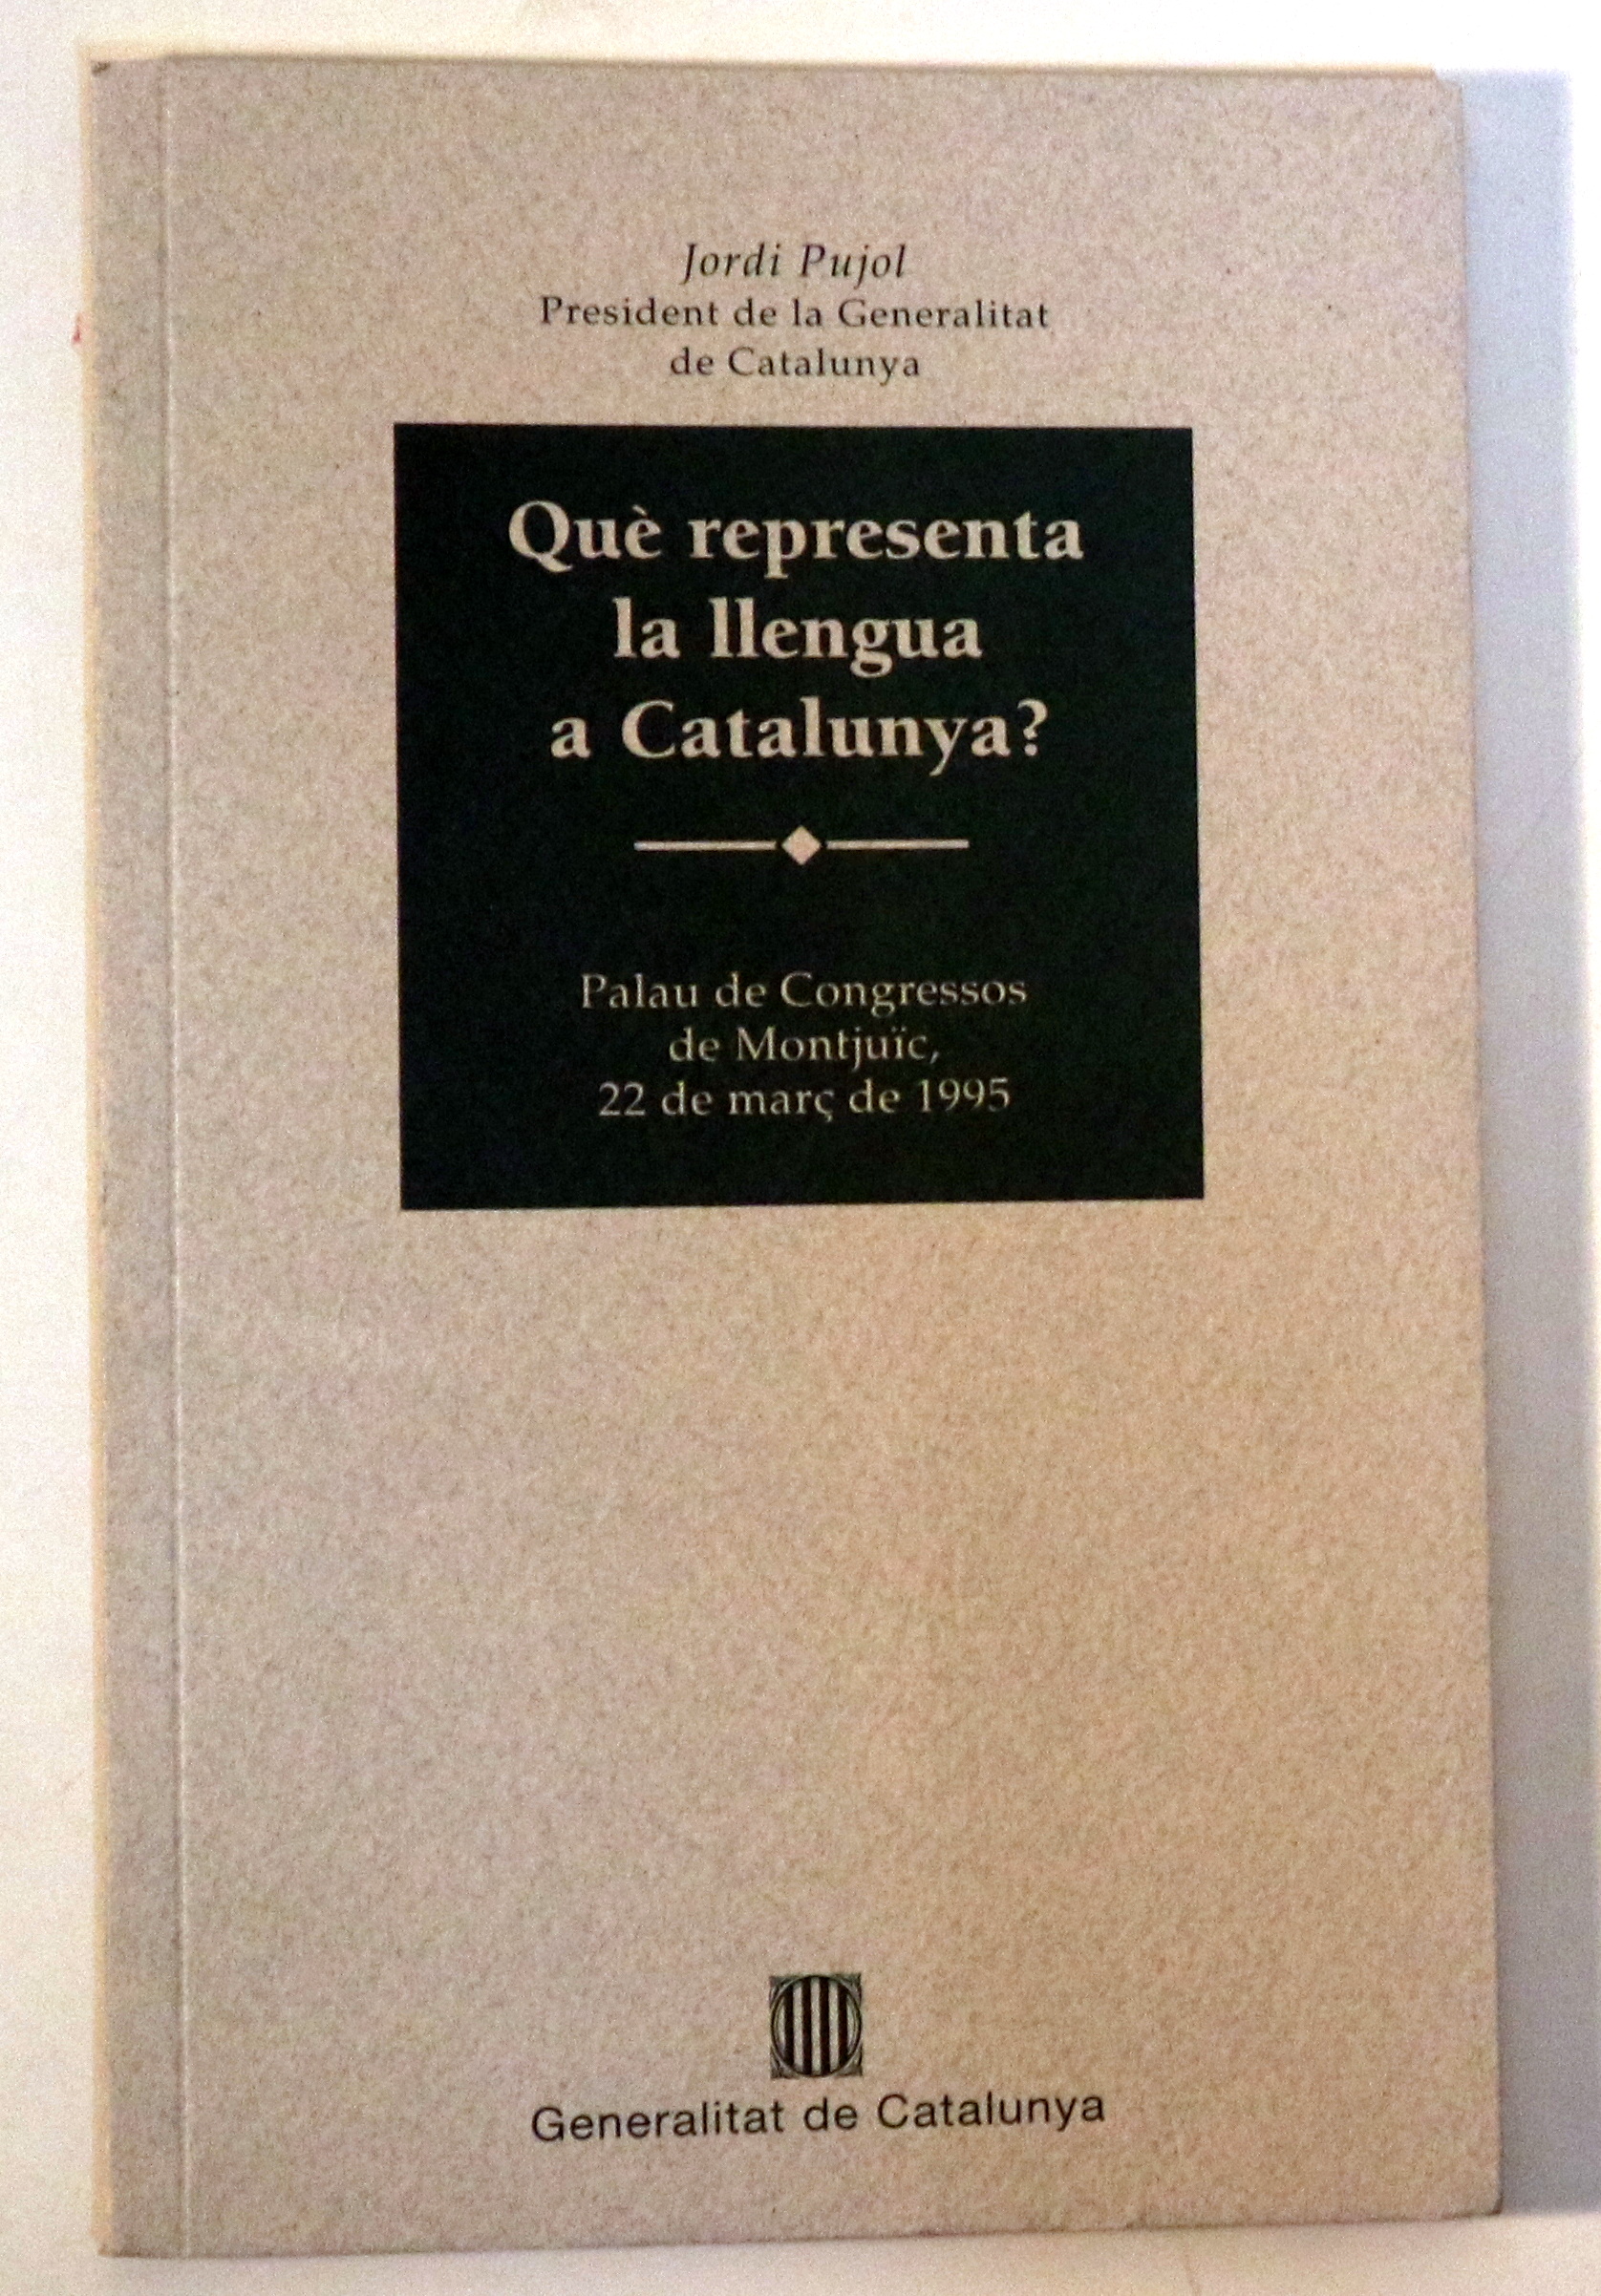 Jordi Pujol
President de la Generalitat
de Catalunya
Què representa
la llengua
a Catalunya?
Palau de Congressos
de Montjuïc,
22 de març de 1995
Generalitat de Catalunya